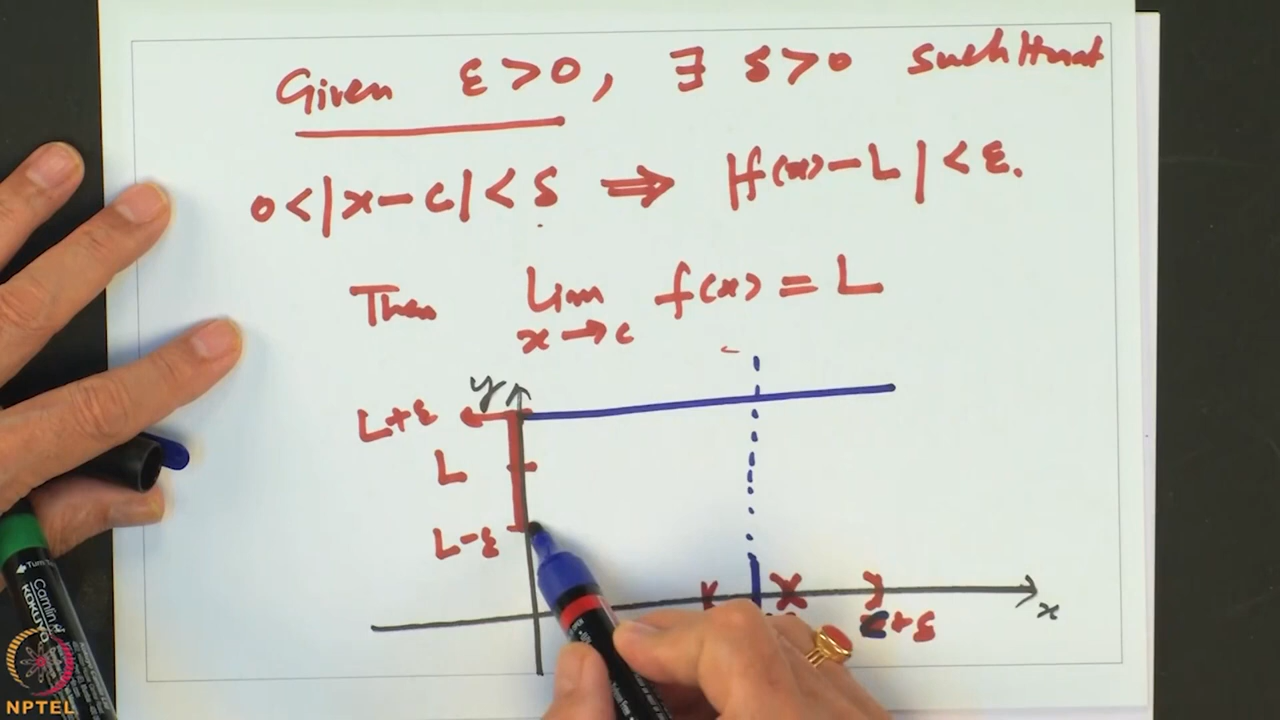 Given ε>0, ∃ δ>0 such that
0<|x-c|<δ ⇒ |f(x)-L|<ε.
Then Lim f(x) = L
x→c
y
L+ε
L
L-ε
x
c+δ
NPTEL